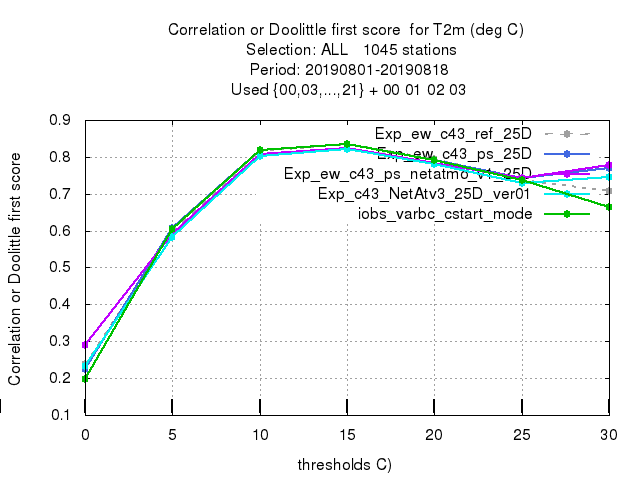 Correlation or Doolittle first score for T2m (deg C)
Selection: ALL 1045 stations
Period: 20190801-20190818
Used {00,03,...,21} + 00 01 02 03
Correlation or Doolittle first score
0.9
0.8
0.7
0.6
0.5
0.4
0.3
0.2
0.1
Exp_ew_c43_ref_25D
Exp_ew_c43_ps_25D
Exp_ew_c43_ps_netatmo_v4_25D
Exp_c43_NetAtv3_25D_ver01
iobs_varbc_cstart_mode
0 5 10 15 20 25 30
thresholds C)